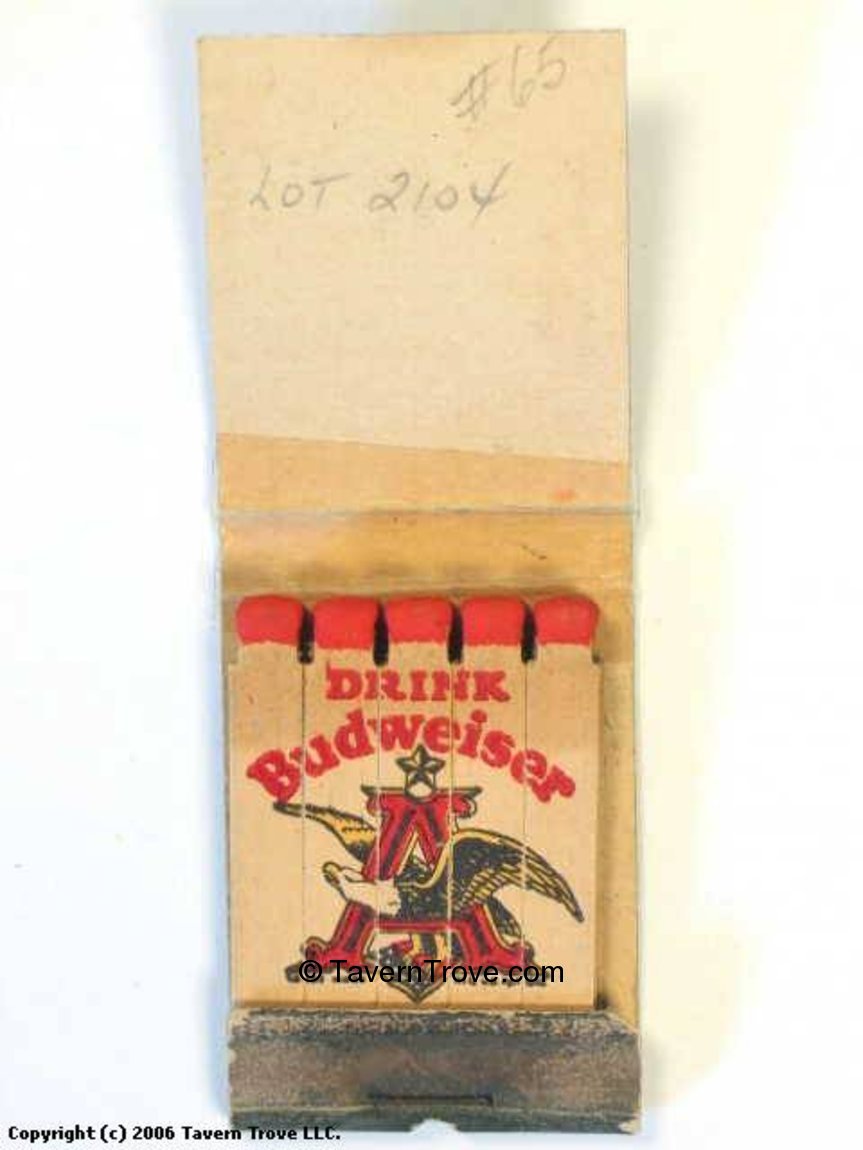 #65
LOT 2104
DRINK
Budweiser
© TavernTrove.com
Copyright (c) 2006 Tavern Trove LLC.